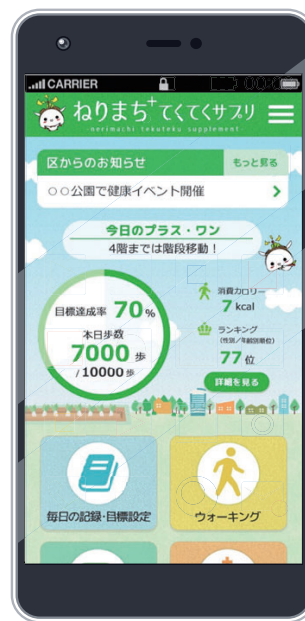 CARRIER
ねりまち+てくてくサプリ
nerimachi tekuteku supplement
区からのお知らせ
もっと見る
○○公園で健康イベント開催
今日のプラス・ワン
4階までは階段移動！
目標達成率 70%
本日歩数
7000 歩
/ 10000 歩
消費カロリー
7 kcal
ランキング
(性別／年齢別順位)
77 位
詳細を見る
毎日の記録・目標設定
ウォーキング